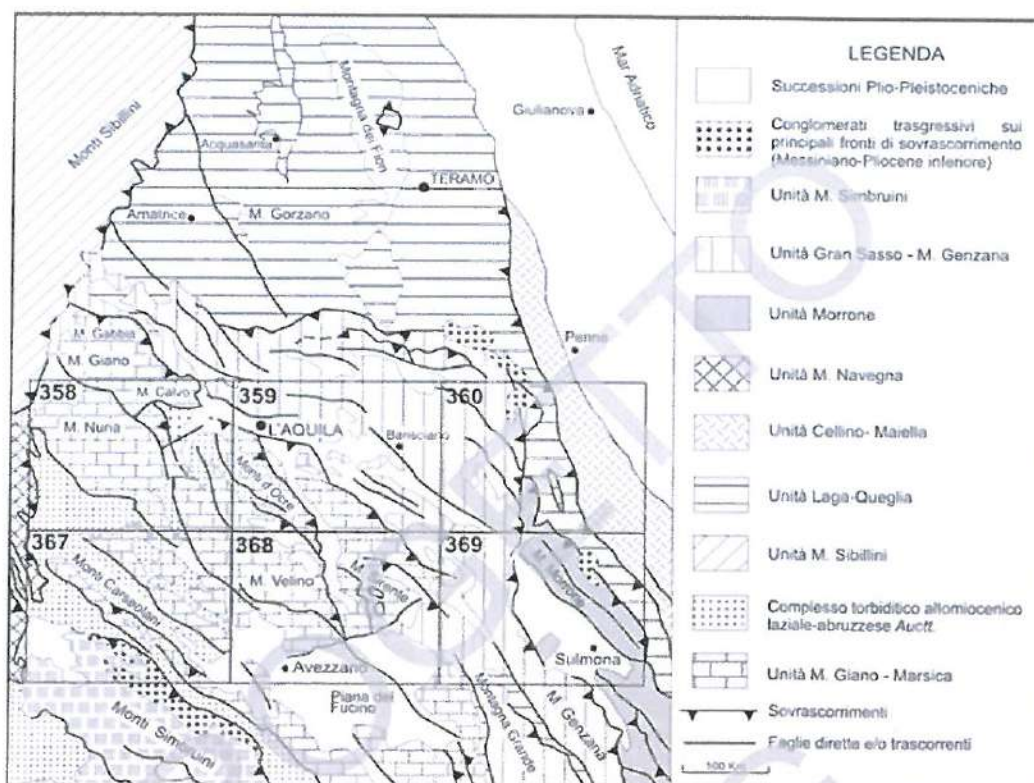 Monti Sibillini
Acquasanta
Montagna dei Fiori
Giulianova
Mar Adriatico
TERAMO
Amatrice
M. Gorzano
Penne
M. Gabbia
M. Giano
358
M. Calvo
359
360
M. Nuria
L'AQUILA
Barisciano
Monti d'Ocre
367
368
369
Monti Carseolani
M. Velino
M. Sirente
M. Morrone
Avezzano
Sulmona
Piana del
Fucino
Monti Simbruini
Montagna Grande
M. Genzana
LEGENDA
Successioni Plio-Pleistoceniche
Conglomerati trasgressivi sui
principali fronti di sovrascorrimento
(Messiniano-Pliocene inferiore)
Unità M. Simbruini
Unità Gran Sasso - M. Genzana
Unità Morrone
Unità M. Navegna
Unità Cellino- Maiella
Unità Laga-Queglia
Unità M. Sibillini
Complesso torbiditico altomiocenico
laziale-abruzzese Auctt.
Unità M. Giano - Marsica
Sovrascorrimenti
Faglie dirette e/o trascorrenti
100 Km